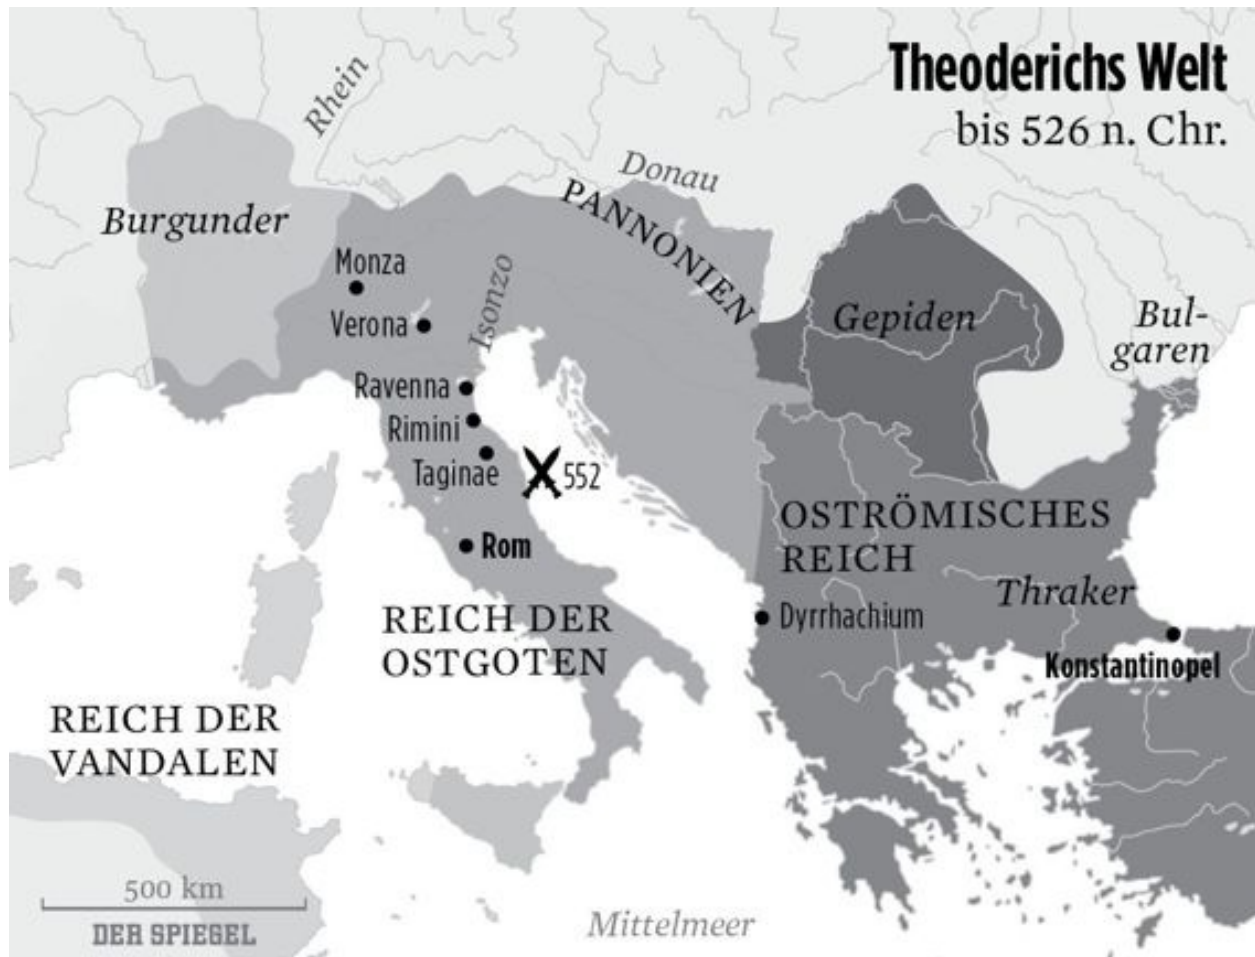 Theoderichs Welt
bis 526 n. Chr.
Rhein
Donau
PANNONIEN
Burgunder
Monza
Verona
Isonzo
Gepiden
Bul-
garen
Ravenna
Rimini
Taginae
552
Rom
OSTRÖMISCHES
REICH
Thraker
Dyrrhachium
Konstantinopel
REICH DER
OSTGOTEN
REICH DER
VANDALEN
500 km
DER SPIEGEL
Mittelmeer